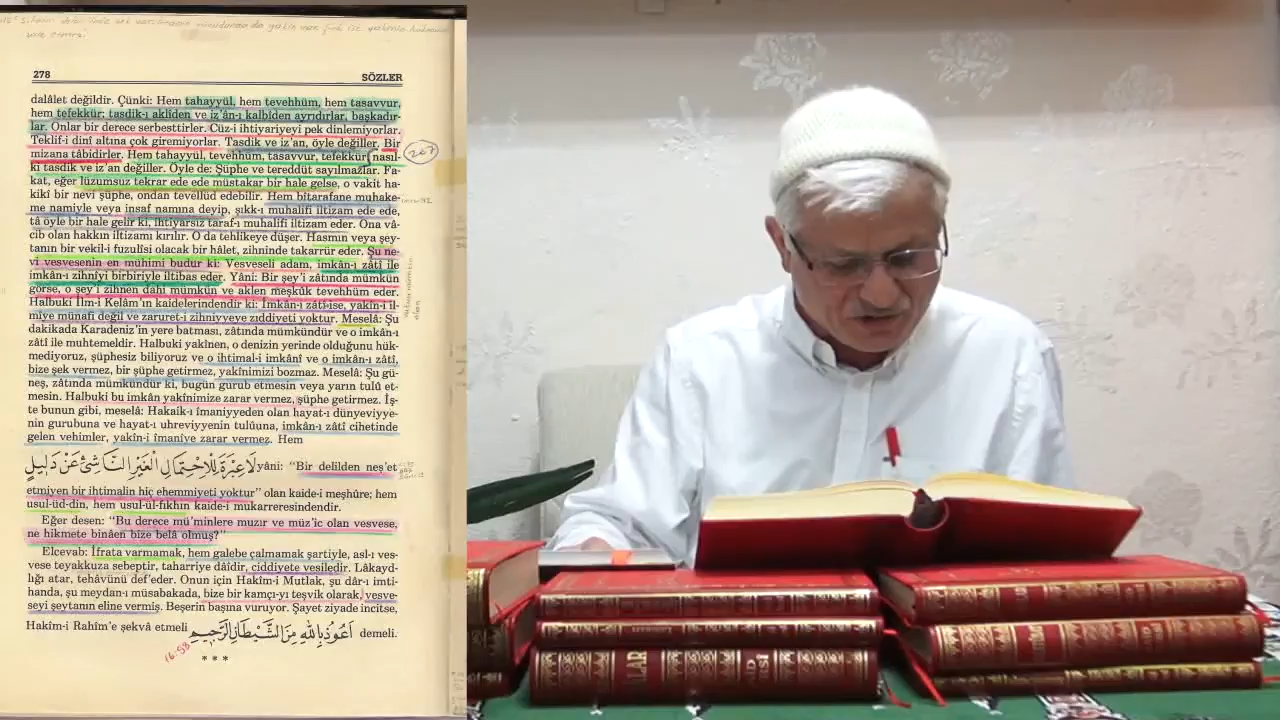 278
SÖZLER
dalâlet değildir. Çünki: Hem tahayyül, hem tevehhüm, hem tasavvur,
hem tefekkür; tasdik-ı aklîden ve iz'ân-ı kalbîden ayrıdırlar, başkadır-
lar. Onlar bir derece serbesttirler. Cüz-i ihtiyariyeyi pek dinlemiyorlar.
Teklif-i dinî altına çok giremiyorlar. Tasdik ve iz'an, öyle değiller. Bir
mizana tâbidirler. Hem tahayyül, tevehhüm, tasavvur, tefekkür nasıl-
267
ki tasdik ve iz'an değiller. Öyle de: Şüphe ve tereddüt sayılmazlar. Fa-
kat, eğer lüzumsuz tekrar ede ede müstakar bir hale gelse, o vakit ha-
kikî bir nevi şüphe, ondan tevellüd edebilir. Hem bîtarafane muhake-
me namiyle veya insaf namına deyip, şıkk-ı muhalifi iltizam ede ede,
tâ öyle bir hale gelir ki, ihtiyarsız taraf-ı muhalifi iltizam eder. Ona vâ-
cib olan hakkın iltizamı kırılır. O da tehlikeye düşer. Hasmın veya şey-
tanın bir vekil-i fuzulîsi olacak bir hâlet, zihninde takarrür eder. Şu ne-
vi vesvesenin en mühimi budur ki: Vesveseli adam, imkân-ı zâtî ile
imkân-ı zihnîyi birbiriyle iltibas eder. Yâni: Bir şey'i zâtında mümkün
görse, o şey'i zihnen dahi mümkün ve aklen meşkûk tevehhüm eder.
Halbuki İlm-i Kelâm'ın kaidelerindendir ki: İmkân-ı zâtî ise, yakîn-i il-
mîye münafi değil ve zaruret-i zihniyyeye zıddiyeti yoktur. Meselâ: Şu
dakikada Karadeniz'in yere batması, zâtında mümkündür ve o imkân-ı
zâtî ile muhtemeldir. Halbuki yakînen, o denizin yerinde olduğunu hük-
mediyoruz, şüphesiz biliyoruz ve o ihtimal-i imkânî ve o imkân-ı zâtî,
bize şek vermez, bir şüphe getirmez, yakînimizi bozmaz. Meselâ: Şu gü-
neş, zâtında mümkündür ki, bugün gurub etmesin veya yarın tulû et-
mesin. Halbuki bu imkân yakînimize zarar vermez, şüphe getirmez. İş-
te bunun gibi, meselâ: Hakaik-ı îmaniyyeden olan hayat-ı dünyeviyye-
nin gurubuna ve hayat-ı uhreviyyenin tulûuna, imkân-ı zâtî cihetinde
gelen vehimler, yakîn-i îmaniye zarar vermez. Hem
لَا عِبْرَةَ لِلْاِحْتِمَالِ الْغَيْرِ النَّاشِئِ عَنْ دَلِيلٍ yâni: "Bir delilden neş'et
etmiyen bir ihtimalin hiç ehemmiyeti yoktur" olan kaide-i meşhûre; hem
usul-üd-din, hem usul-ül-fıkhın kaide-i mukarreresindendir.
Eğer desen: "Bu derece mü'minlere muzır ve müz'ic olan vesvese,
ne hikmete binâen bize belâ olmuş?"
Elcevab: İfrata varmamak, hem galebe çalmamak şartiyle, asl-ı ves-
vese teyakkuza sebeptir, taharriye dâîdir, ciddiyete vesiledir. Lâkayd-
lığı atar, tehâvünü def'eder. Onun için Hakîm-i Mutlak, şu dâr-ı imti-
handa, şu meydan-ı müsabakada, bize bir kamçı-yı teşvik olarak, vesve-
seyi şeytanın eline vermiş. Beşerin başına vuruyor. Şayet ziyade incitse,
Hakîm-i Rahîm'e şekvâ etmeli اَعُوذُ بِاللّٰهِ مِنَ الشَّيْطَانِ الرَّجِيمِ demeli.
16:53
* * *